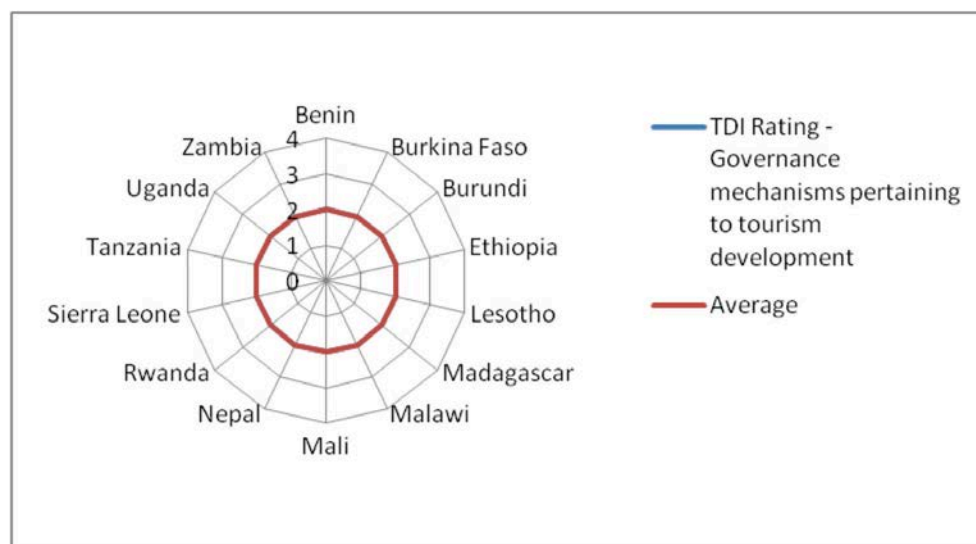 Benin
Burkina Faso
Burundi
Ethiopia
Lesotho
Madagascar
Malawi
Mali
Nepal
Rwanda
Sierra Leone
Tanzania
Uganda
Zambia
4
3
2
1
0
TDI Rating -
Governance
mechanisms pertaining
to tourism
development
Average